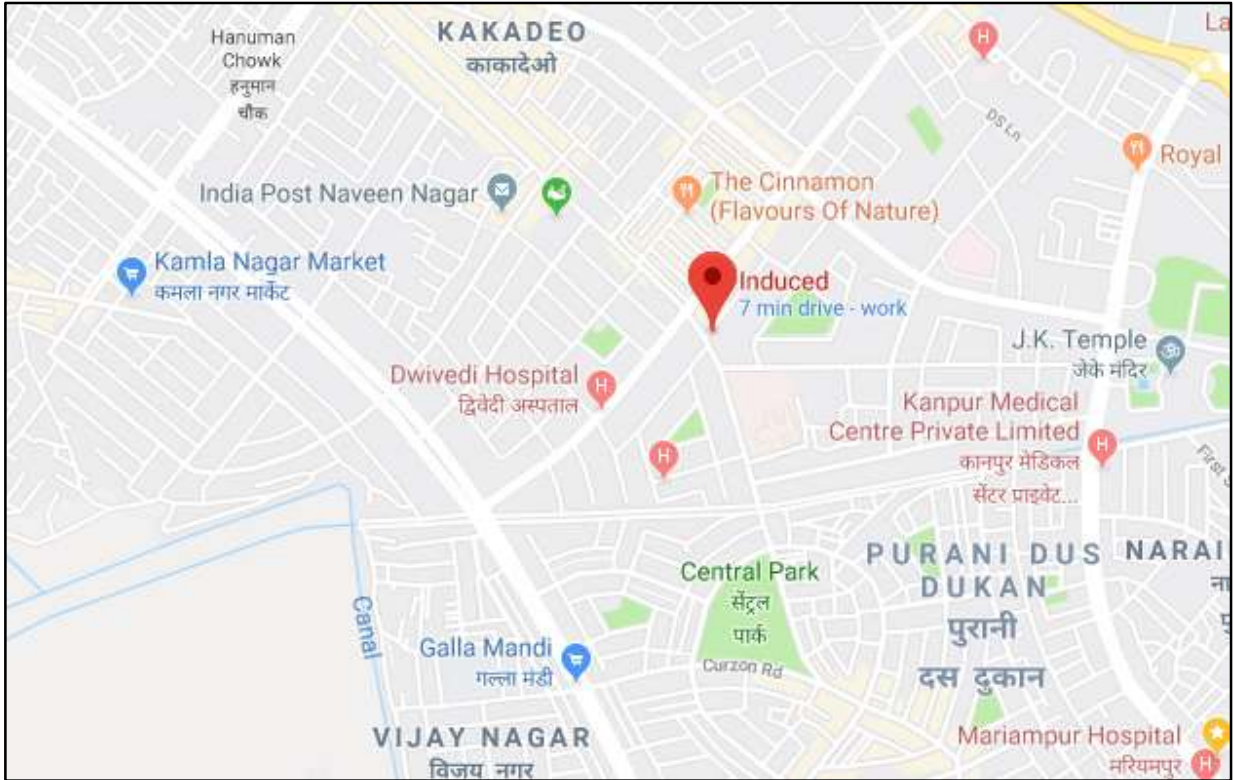 KAKADEO
काकादेओ
La
Hanuman
Chowk
हनुमान
चौक
H
DS Ln
Royal
India Post Naveen Nagar
The Cinnamon
(Flavours Of Nature)
Kamla Nagar Market
कमला नगर मार्केट
Induced
7 min drive - work
J.K. Temple
जेके मंदिर
Dwivedi Hospital
द्विवेदी अस्पताल
H
Kanpur Medical
Centre Private Limited
कानपुर मेडिकल
सेंटर प्राइवेट...
H
H
First S
PURANI DUS
DUKAN
पुरानी
दस दुकान
NARAI
ना
पु
Central Park
सेंट्रल
पार्क
Canal
Galla Mandi
गल्ला मंडी
Curzon Rd
VIJAY NAGAR
विजय नगर
Mariampur Hospital
मरियमपुर
H